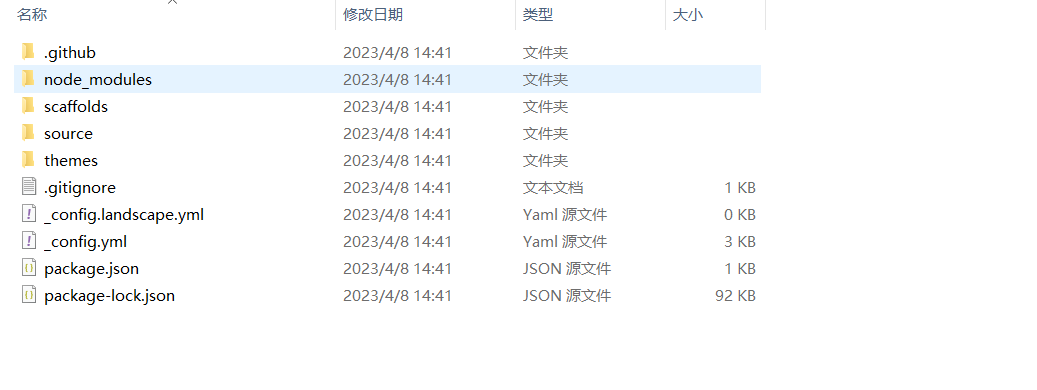 名称 修改日期 类型 大小
.github 2023/4/8 14:41 文件夹
node_modules 2023/4/8 14:41 文件夹
scaffolds 2023/4/8 14:41 文件夹
source 2023/4/8 14:41 文件夹
themes 2023/4/8 14:41 文件夹
.gitignore 2023/4/8 14:41 文本文档 1 KB
_config.landscape.yml 2023/4/8 14:41 Yaml 源文件 0 KB
_config.yml 2023/4/8 14:41 Yaml 源文件 3 KB
package.json 2023/4/8 14:41 JSON 源文件 1 KB
package-lock.json 2023/4/8 14:41 JSON 源文件 92 KB